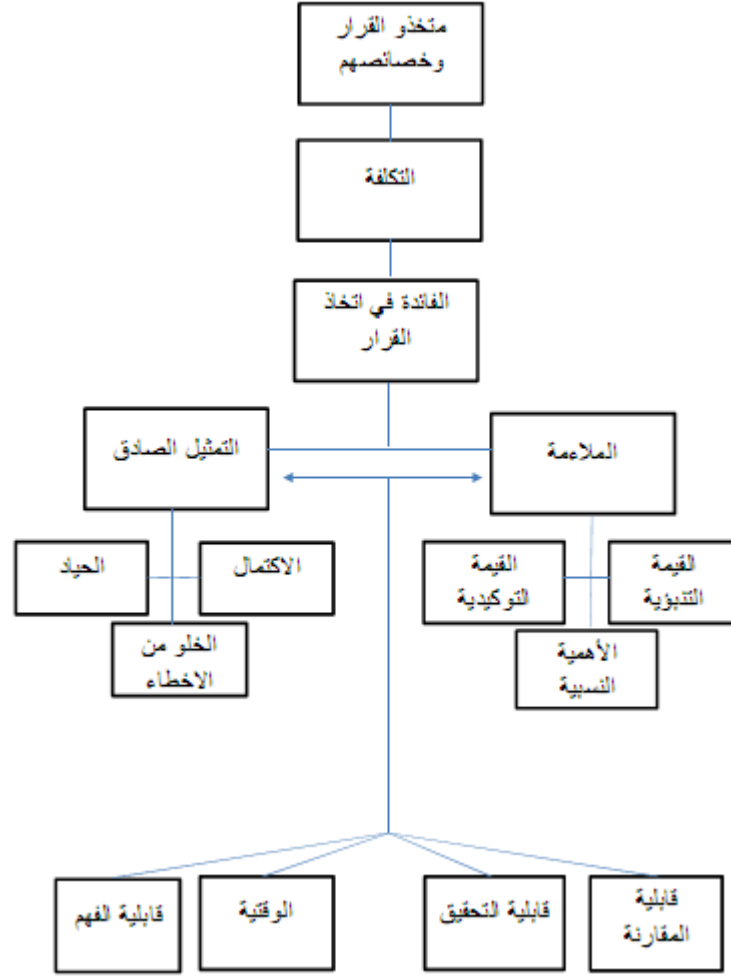 متخذو القرار
وخصائصهم
التكلفة
الفائدة في اتخاذ
القرار
الملاءمة
التمثيل الصادق
القيمة
التنبؤية
القيمة
التوكيدية
الأهمية
النسبية
الاكتمال
الحياد
الخلو من
الاخطاء
قابلية
المقارنة
قابلية التحقيق
الوقتية
قابلية الفهم